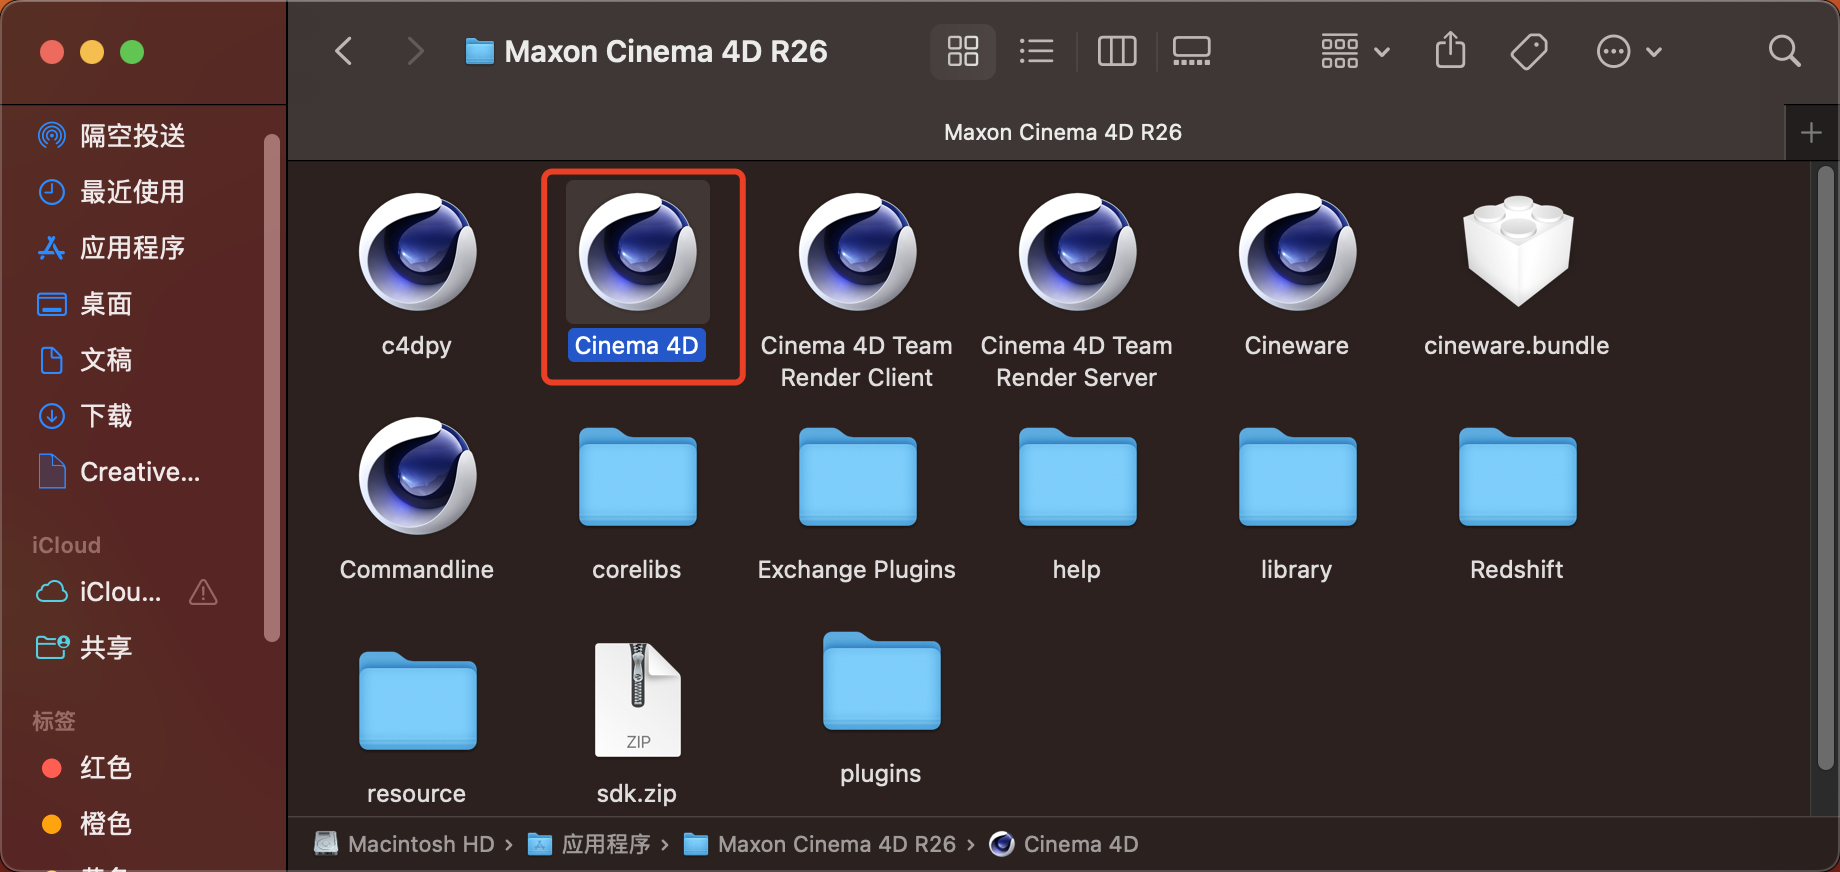 Maxon Cinema 4D R26
Maxon Cinema 4D R26
隔空投送
最近使用
应用程序
桌面
文稿
下载
Creative...
iCloud
iClou...
共享
标签
红色
橙色
c4dpy
Cinema 4D
Cinema 4D Team
Render Client
Cinema 4D Team
Render Server
Cineware
cineware.bundle
Commandline
corelibs
Exchange Plugins
help
library
Redshift
resource
ZIP
sdk.zip
plugins
Macintosh HD › 应用程序 › Maxon Cinema 4D R26 › Cinema 4D